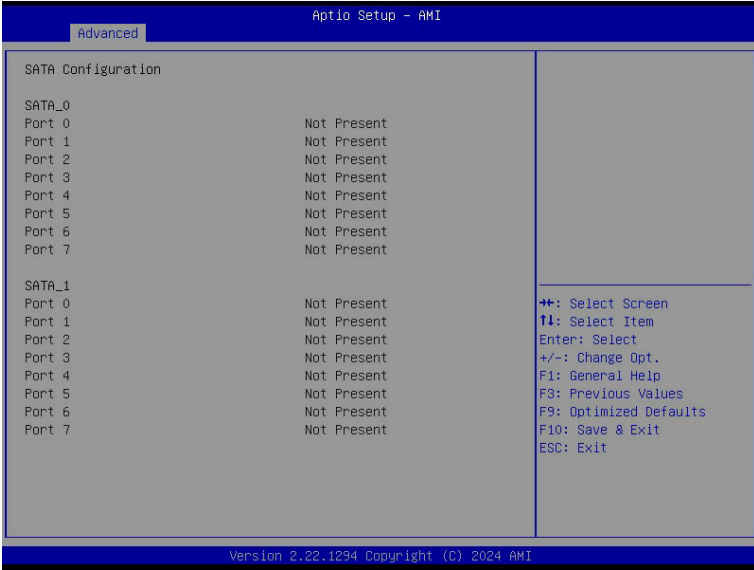 Aptio Setup – AMI
Advanced
SATA Configuration
SATA_0
Port 0 Not Present
Port 1 Not Present
Port 2 Not Present
Port 3 Not Present
Port 4 Not Present
Port 5 Not Present
Port 6 Not Present
Port 7 Not Present
SATA_1
Port 0 Not Present
Port 1 Not Present
Port 2 Not Present
Port 3 Not Present
Port 4 Not Present
Port 5 Not Present
Port 6 Not Present
Port 7 Not Present
→←: Select Screen
↑↓: Select Item
Enter: Select
+/-: Change Opt.
F1: General Help
F3: Previous Values
F9: Optimized Defaults
F10: Save & Exit
ESC: Exit
Version 2.22.1294 Copyright (C) 2024 AMI